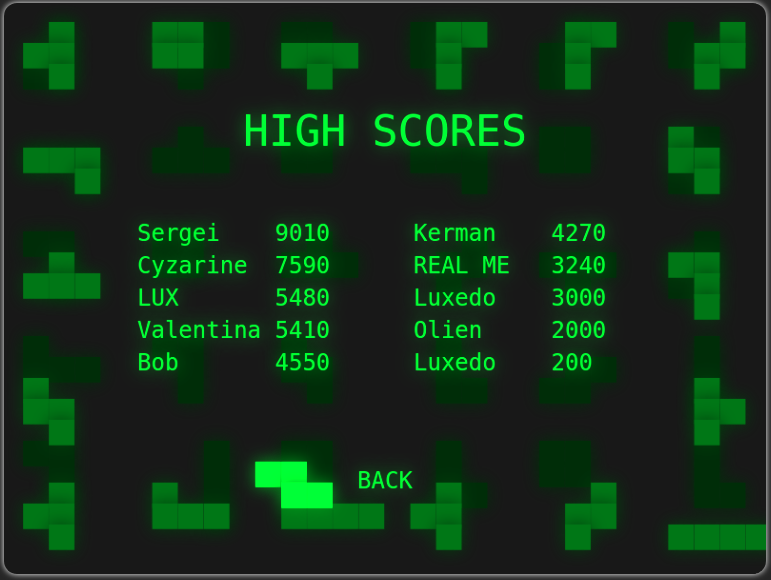 HIGH SCORES
Sergei 9010
Cyzarine 7590
LUX 5480
Valentina 5410
Bob 4550
Kerman 4270
REAL ME 3240
Luxedo 3000
Olien 2000
Luxedo 200
BACK